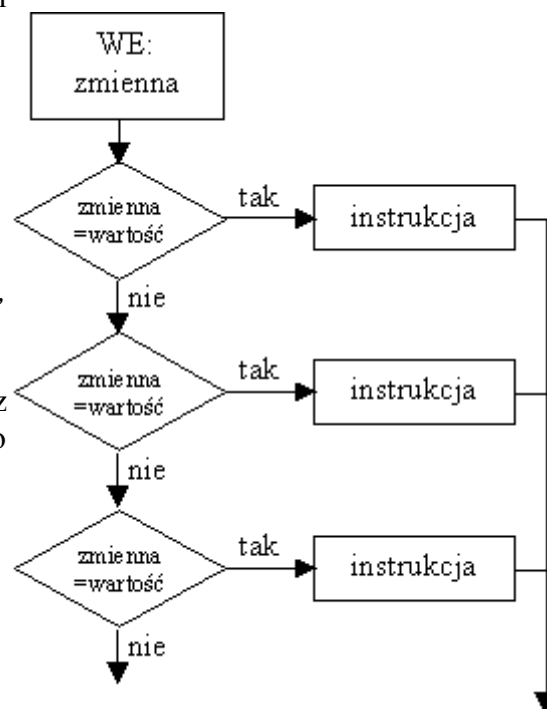 WE:
zmienna
zmienna
=wartość
tak
instrukcja
nie
zmienna
=wartość
tak
instrukcja
nie
zmienna
=wartość
tak
instrukcja
nie